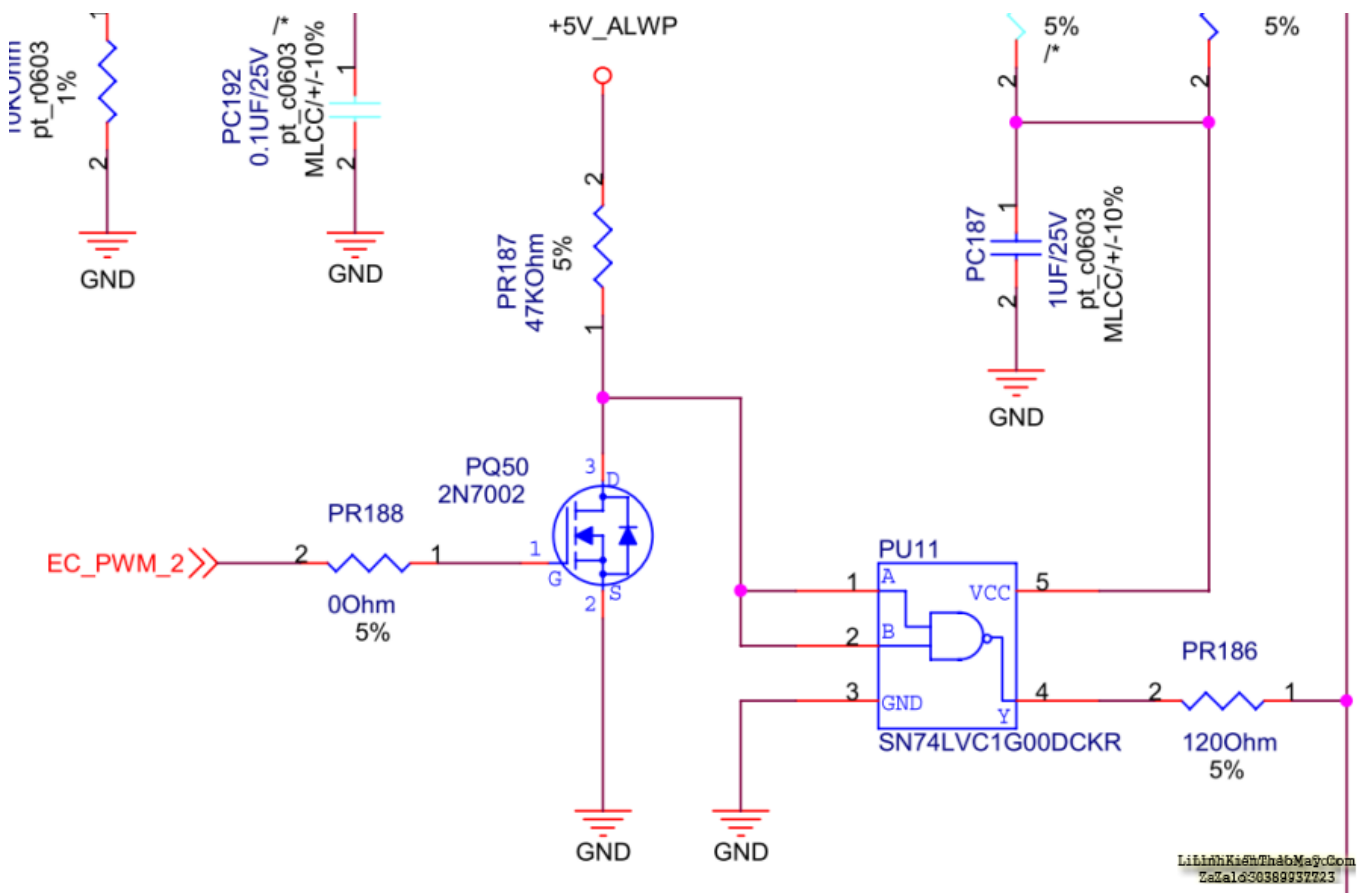 +5V_ALWP
pt_r0603
1%
2
GND
/*
PC192
0.1UF/25V
pt_c0603
MLCC/+/-10%
1
2
GND
2
PR187
47KOhm
5%
1
5%
/*
2
5%
2
PC187
1
1UF/25V
pt_c0603
MLCC/+/-10%
2
GND
PQ50
2N7002
3
D
1
G
2
S
GND
EC_PWM_2
PR188
2
1
0Ohm
5%
PU11
1
A
2
B
3
GND
VCC
5
Y
4
SN74LVC1G00DCKR
GND
PR186
2
1
120Ohm
5%